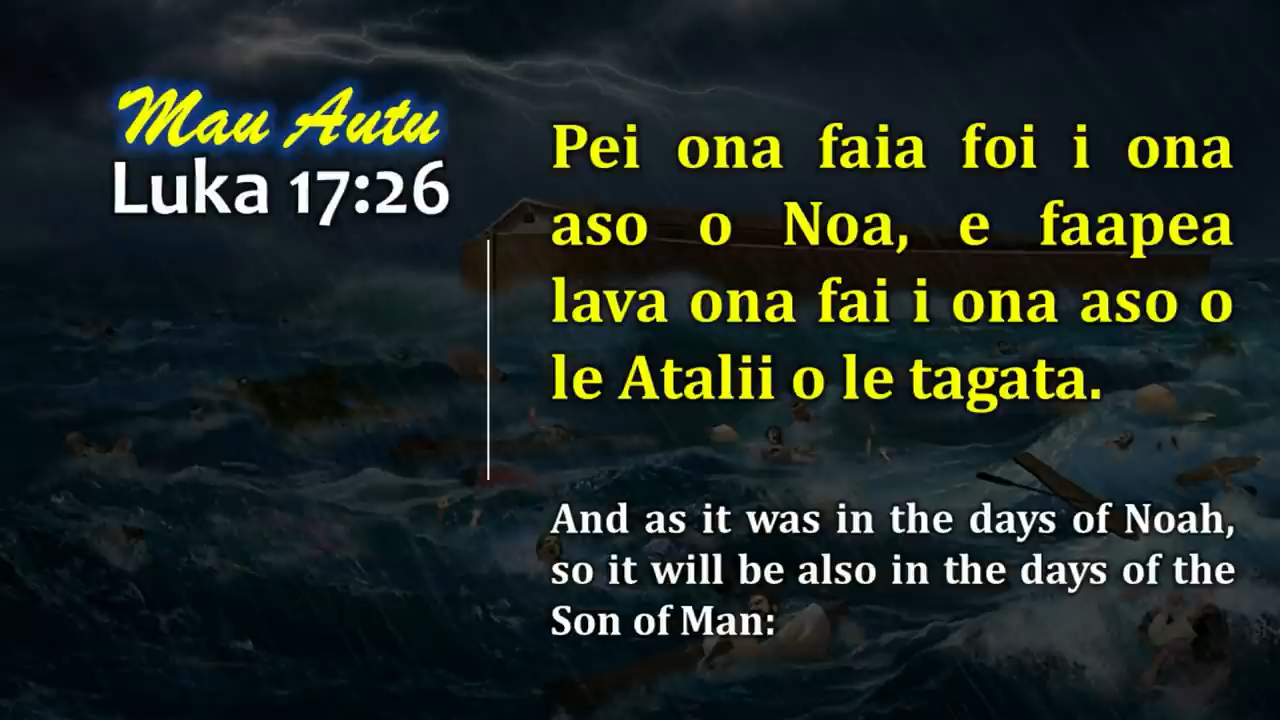 Mau Autu
Luka 17:26
Pei ona faia foi i ona
aso o Noa, e faapea
lava ona fai i ona aso o
le Atalii o le tagata.
And as it was in the days of Noah,
so it will be also in the days of the
Son of Man: